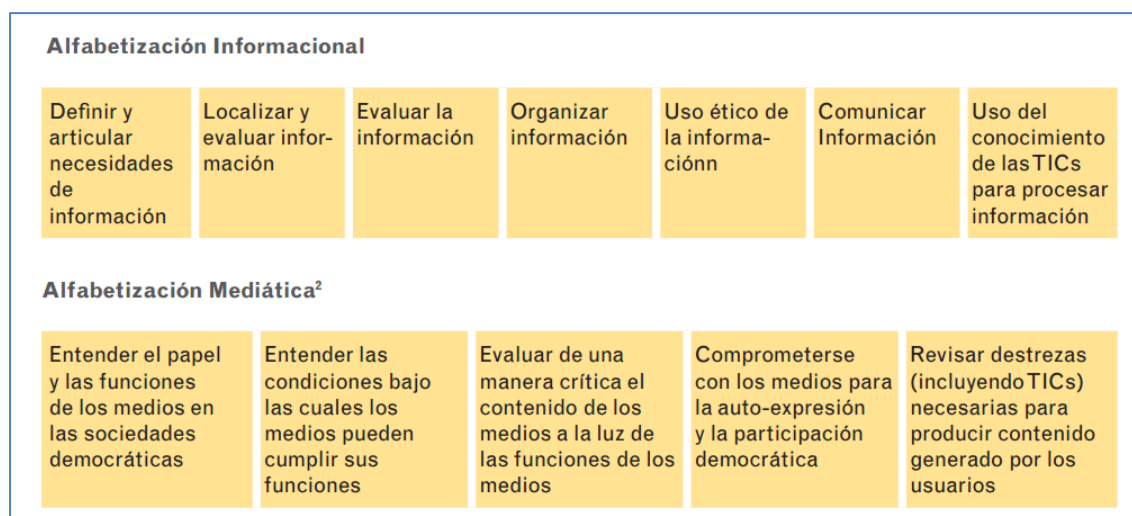 Alfabetización Informacional
Definir y
articular
necesidades
de
información
Localizar y
evaluar infor-
mación
Evaluar la
información
Organizar
información
Uso ético de
la informa-
ciónn
Comunicar
Información
Uso del
conocimiento
de las TICs
para procesar
información
Alfabetización Mediática²
Entender el papel
y las funciones
de los medios en
las sociedades
democráticas
Entender las
condiciones bajo
las cuales los
medios pueden
cumplir sus
funciones
Evaluar de una
manera crítica el
contenido de los
medios a la luz de
las funciones de los
medios
Comprometerse
con los medios para
la auto-expresión
y la participación
democrática
Revisar destrezas
(incluyendo TICs)
necesarias para
producir contenido
generado por los
usuarios